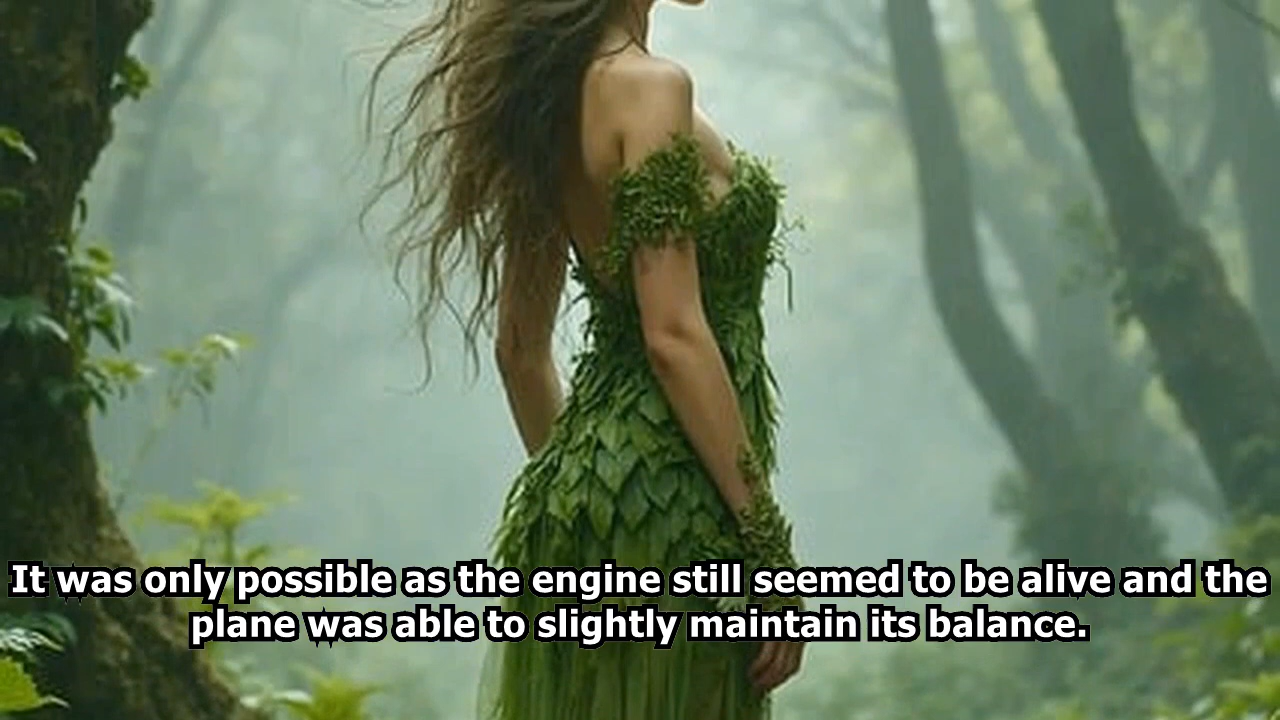 It was only possible as the engine still seemed to be alive and the
plane was able to slightly maintain its balance.